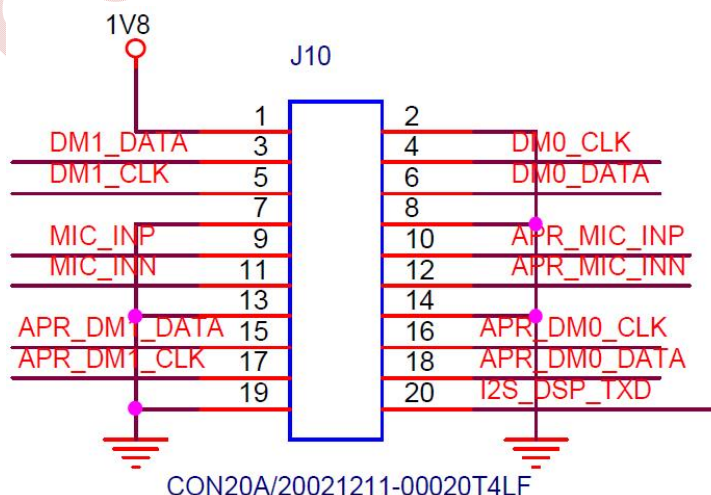 1V8
J10
1 2
DM1_DATA 3 4 DM0_CLK
DM1_CLK 5 6 DM0_DATA
7 8
MIC_INP 9 10 APR_MIC_INP
MIC_INN 11 12 APR_MIC_INN
13 14
APR_DM1_DATA 15 16 APR_DM0_CLK
APR_DM1_CLK 17 18 APR_DM0_DATA
19 20 I2S_DSP_TXD
CON20A/20021211-00020T4LF